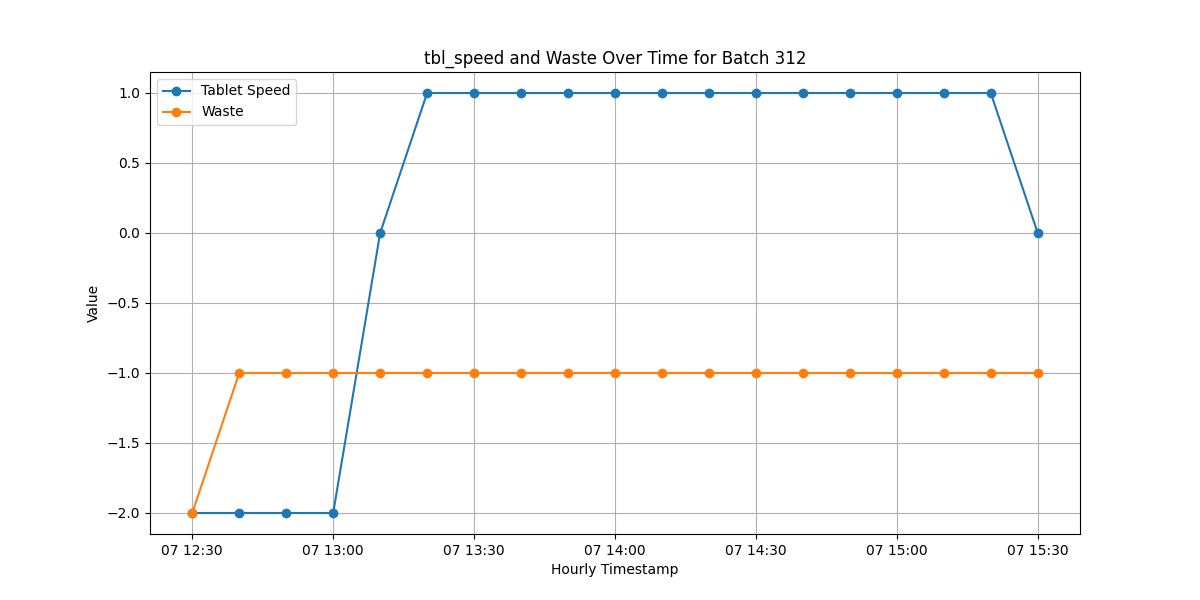 tbl_speed and Waste Over Time for Batch 312
Tablet Speed
Waste
1.0
0.5
0.0
−0.5
−1.0
−1.5
−2.0
Value
07 12:30 07 13:00 07 13:30 07 14:00 07 14:30 07 15:00 07 15:30
Hourly Timestamp